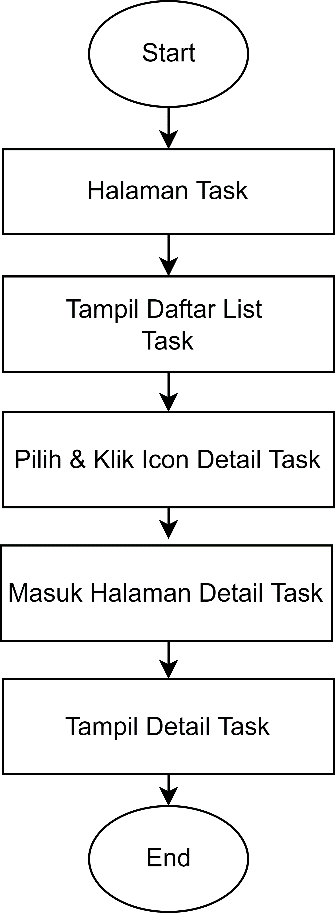 Start
Halaman Task
Tampil Daftar List
Task
Pilih & Klik Icon Detail Task
Masuk Halaman Detail Task
Tampil Detail Task
End